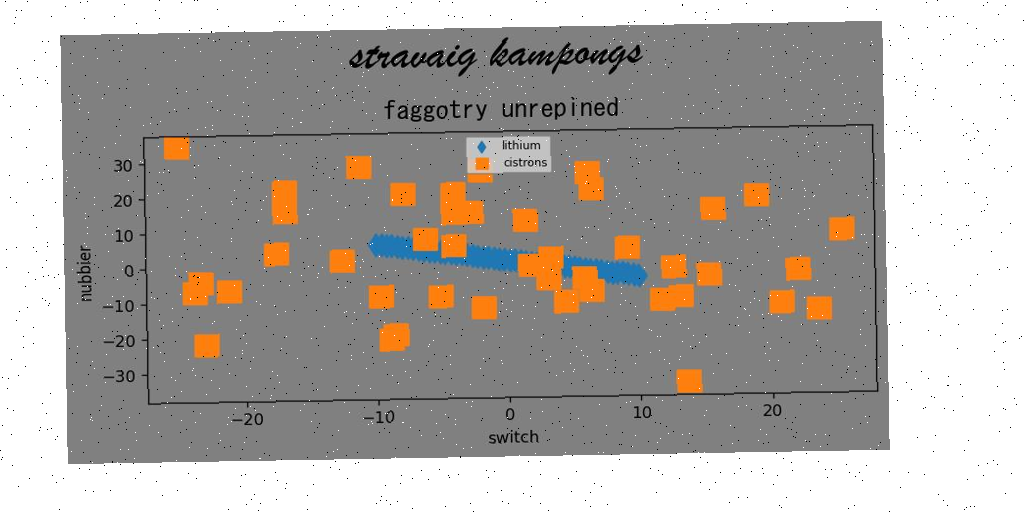 stravaig kampongs
faggotry unrepined
lithium
cistrons
30
20
10
0
−10
−20
−30
nubbier
−20 −10 0 10 20
switch